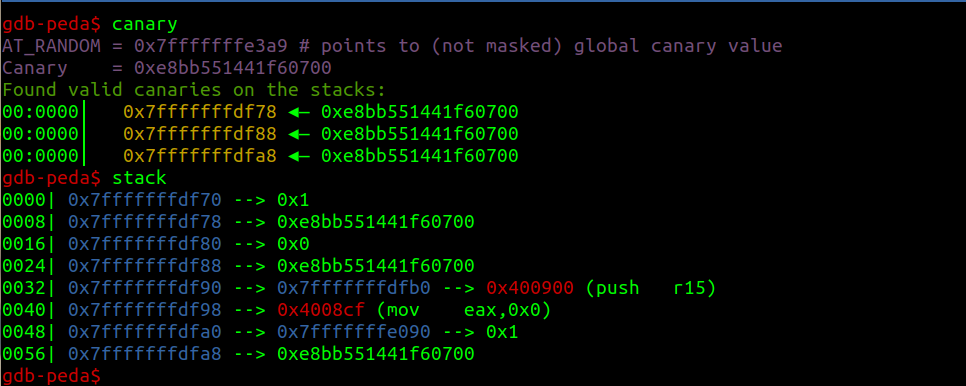 gdb-peda$ canary
AT_RANDOM = 0x7fffffffe3a9 # points to (not masked) global canary value
Canary    = 0xe8bb551441f60700
Found valid canaries on the stacks:
00:0000│   0x7fffffffdf78 ◂— 0xe8bb551441f60700
00:0000│   0x7fffffffdf88 ◂— 0xe8bb551441f60700
00:0000│   0x7fffffffdfa8 ◂— 0xe8bb551441f60700
gdb-peda$ stack
0000| 0x7fffffffdf70 --> 0x1
0008| 0x7fffffffdf78 --> 0xe8bb551441f60700
0016| 0x7fffffffdf80 --> 0x0
0024| 0x7fffffffdf88 --> 0xe8bb551441f60700
0032| 0x7fffffffdf90 --> 0x7fffffffdfb0 --> 0x400900 (push   r15)
0040| 0x7fffffffdf98 --> 0x4008cf (mov    eax,0x0)
0048| 0x7fffffffdfa0 --> 0x7fffffffe090 --> 0x1
0056| 0x7fffffffdfa8 --> 0xe8bb551441f60700
gdb-peda$